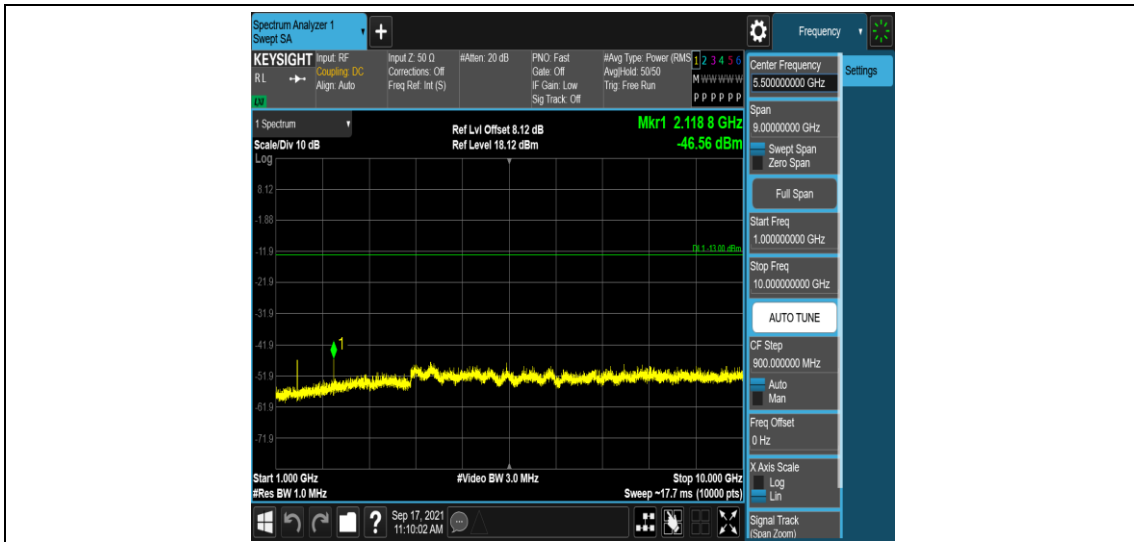 Spectrum Analyzer 1
Swept SA
+
Frequency
KEYSIGHT
RL
LXI
Input: RF
Coupling: DC
Align: Auto
Input Z: 50 Ω
Corrections: Off
Freq Ref: Int (S)
#Atten: 20 dB
PNO: Fast
Gate: Off
IF Gain: Low
Sig Track: Off
#Avg Type: Power (RMS
Avg|Hold: 50/50
Trig: Free Run
1 2 3 4 5 6
M W W W W W
P P P P P P
1 Spectrum
Scale/Div 10 dB
Ref Lvl Offset 8.12 dB
Ref Level 18.12 dBm
Mkr1 2.118 8 GHz
-46.56 dBm
Log
8.12
-1.88
-11.9
DL1 -13.00 dBm
-21.9
-31.9
-41.9
1
-51.9
-61.9
-71.9
Start 1.000 GHz
#Res BW 1.0 MHz
#Video BW 3.0 MHz
Stop 10.000 GHz
Sweep ~17.7 ms (10000 pts)
Center Frequency
5.500000000 GHz
Settings
Span
9.00000000 GHz
Swept Span
Zero Span
Full Span
Start Freq
1.000000000 GHz
Stop Freq
10.000000000 GHz
AUTO TUNE
CF Step
900.000000 MHz
Auto
Man
Freq Offset
0 Hz
X Axis Scale
Log
Lin
Signal Track
(Span Zoom)
?
Sep 17, 2021
11:10:02 AM